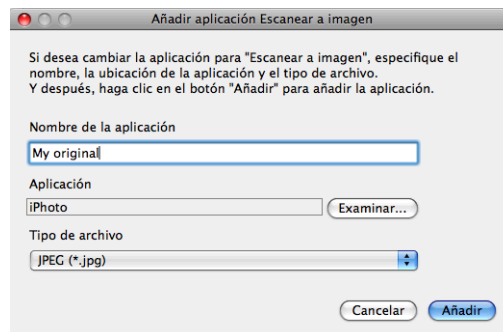 Añadir aplicación Escanear a imagen
Si desea cambiar la aplicación para "Escanear a imagen", especifique el
nombre, la ubicación de la aplicación y el tipo de archivo.
Y después, haga clic en el botón "Añadir" para añadir la aplicación.
Nombre de la aplicación
My original
Aplicación
iPhoto
Examinar...
Tipo de archivo
JPEG (*.jpg)
Cancelar
Añadir